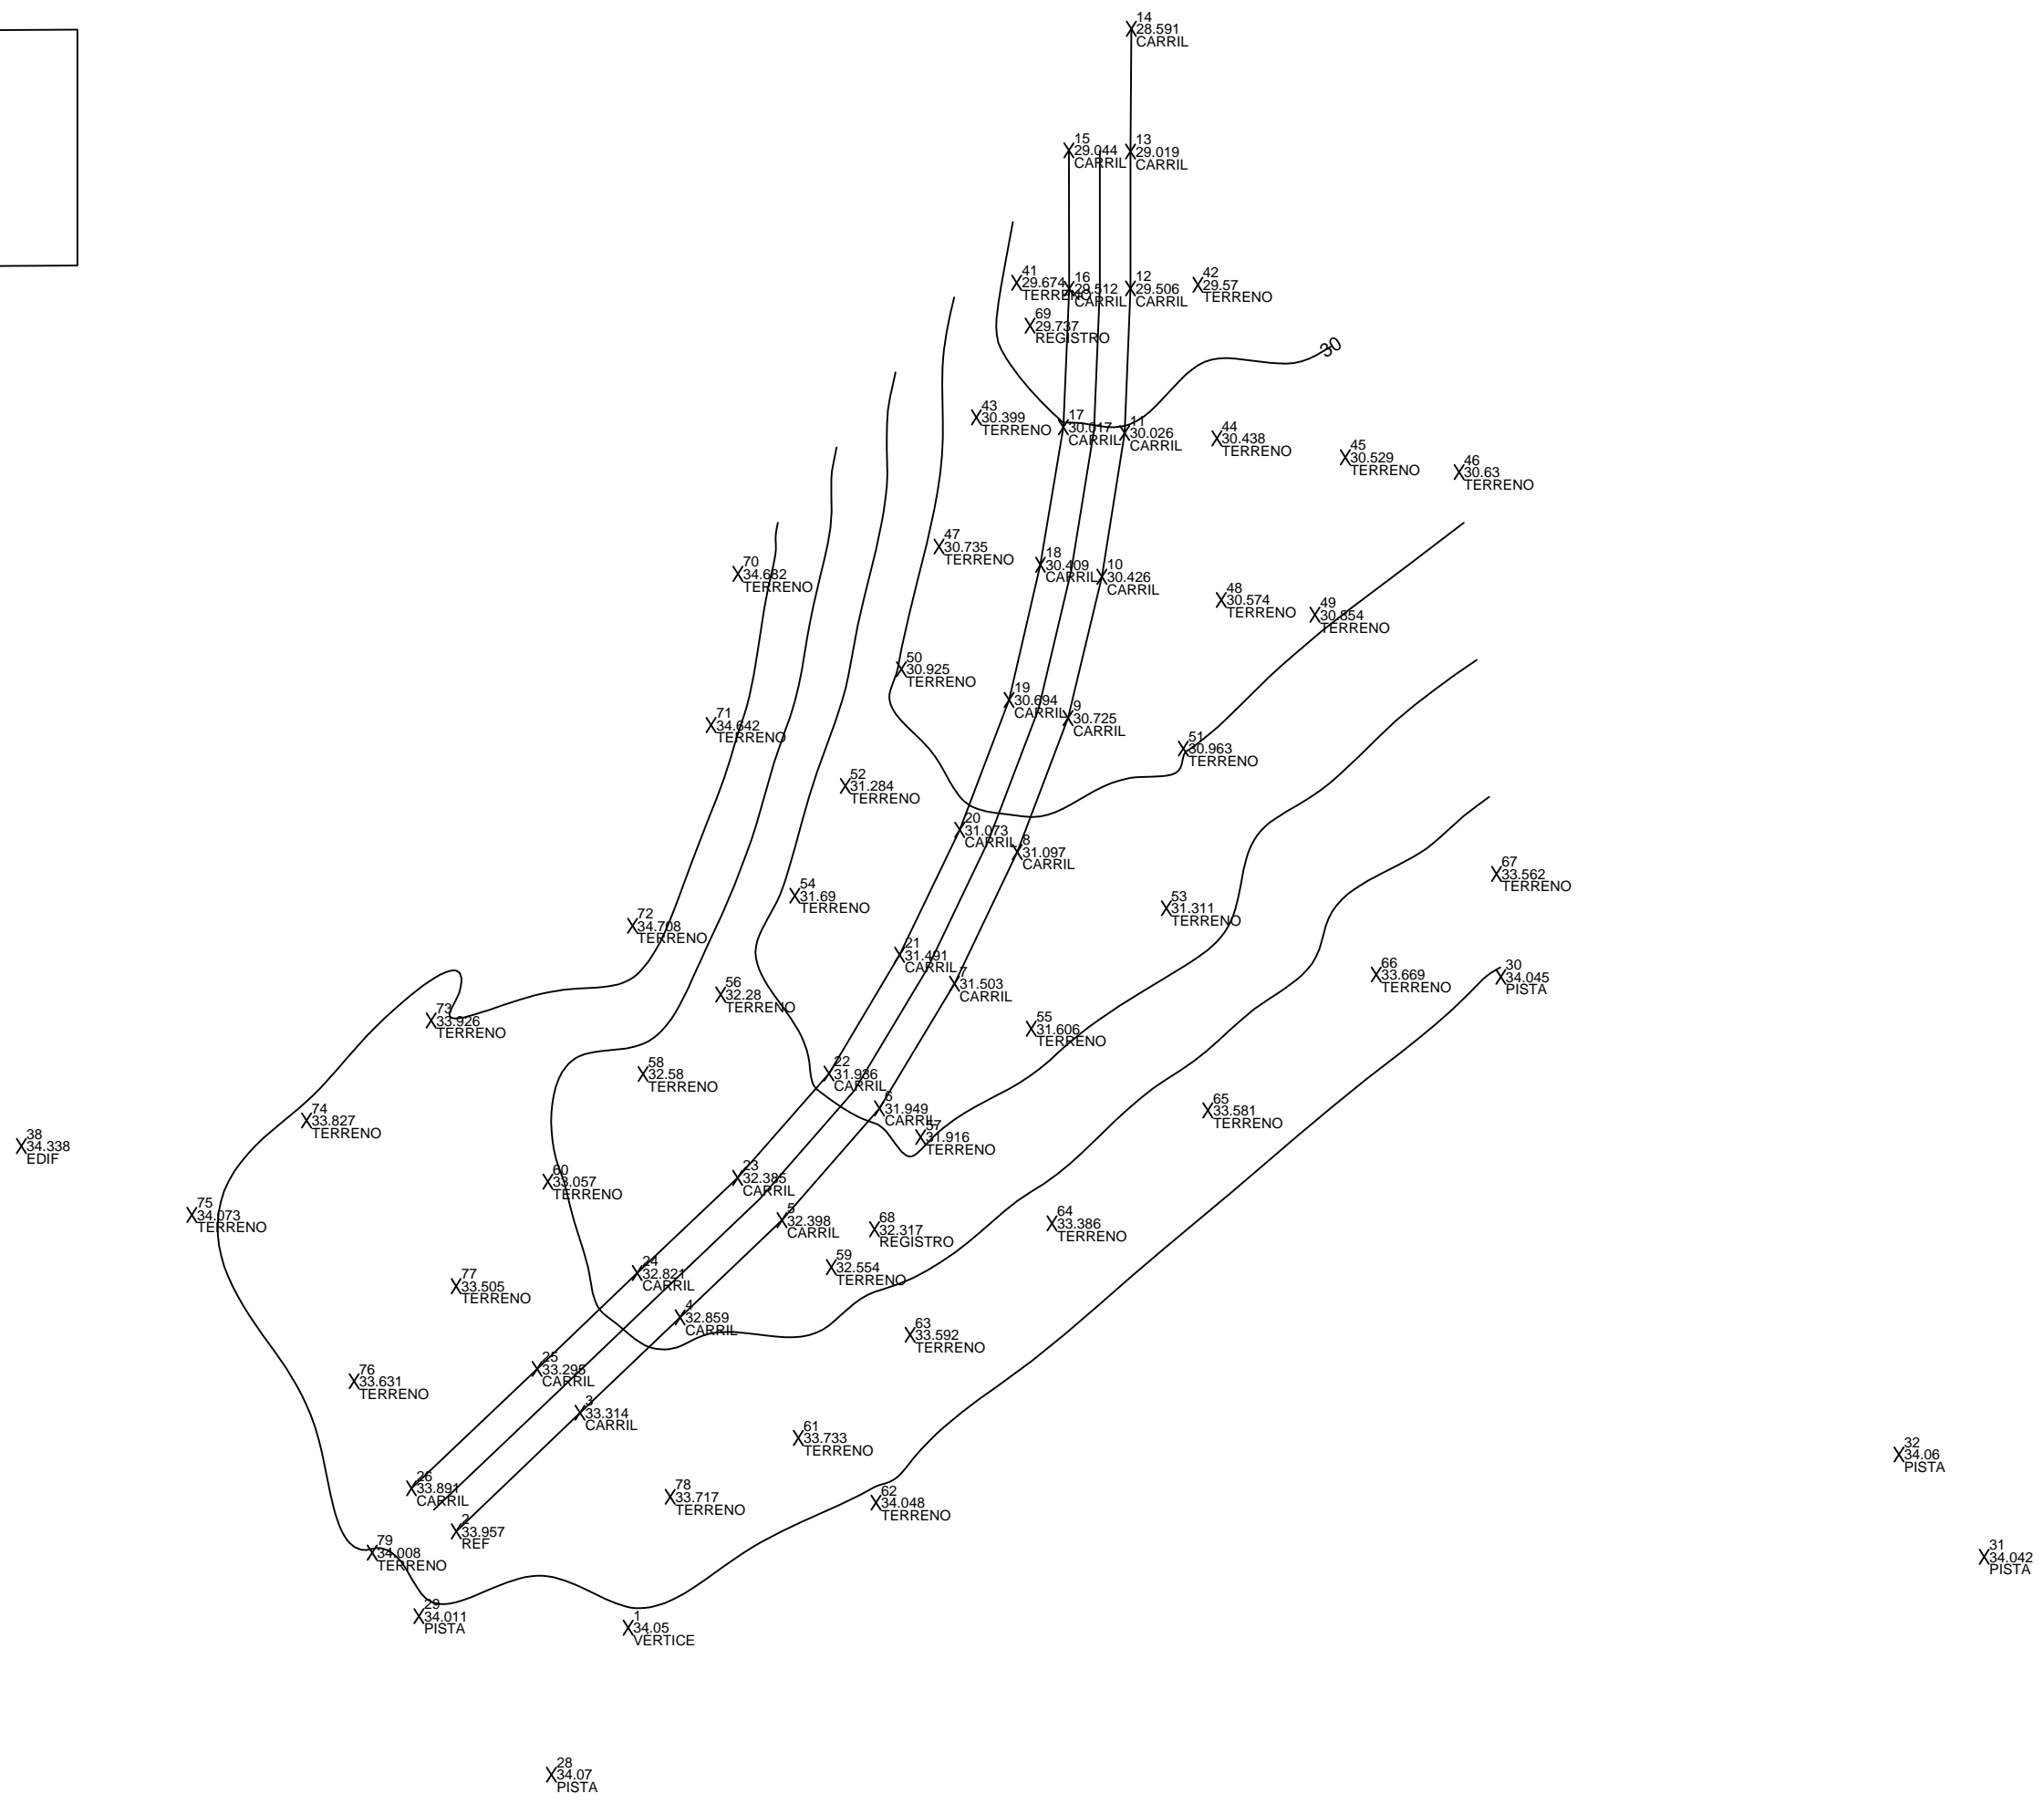 14
28.591
CARRIL
15
29.044
CARRIL
13
29.019
CARRIL
41
29.674
TERRENO
16
29.512
CARRIL
12
29.506
CARRIL
42
29.57
TERRENO
69
29.737
REGISTRO
30
43
30.399
TERRENO
17
30.017
CARRIL
11
30.026
CARRIL
44
30.438
TERRENO
45
30.529
TERRENO
46
30.63
TERRENO
47
30.735
TERRENO
18
30.409
CARRIL
10
30.426
CARRIL
70
34.682
TERRENO
48
30.574
TERRENO
49
30.854
TERRENO
50
30.925
TERRENO
19
30.694
CARRIL
9
30.725
CARRIL
71
34.642
TERRENO
51
30.963
TERRENO
52
31.284
TERRENO
20
31.073
CARRIL
8
31.097
CARRIL
67
33.562
TERRENO
54
31.69
TERRENO
53
31.311
TERRENO
72
34.708
TERRENO
21
31.491
CARRIL
7
31.503
CARRIL
66
33.669
TERRENO
30
34.045
PISTA
56
32.28
TERRENO
73
33.926
TERRENO
55
31.606
TERRENO
58
32.58
TERRENO
22
31.936
CARRIL
6
31.949
CARRIL
65
33.581
TERRENO
74
33.827
TERRENO
57
31.916
TERRENO
38
34.338
EDIF
60
33.057
TERRENO
23
32.385
CARRIL
75
34.073
TERRENO
5
32.398
CARRIL
68
32.317
REGISTRO
64
33.386
TERRENO
59
32.554
TERRENO
24
32.821
CARRIL
77
33.505
TERRENO
4
32.859
CARRIL
63
33.592
TERRENO
25
33.295
CARRIL
76
33.631
TERRENO
3
33.314
CARRIL
61
33.733
TERRENO
32
34.06
PISTA
26
33.891
CARRIL
78
33.717
TERRENO
62
34.048
TERRENO
2
33.957
REF
79
34.008
TERRENO
31
34.042
PISTA
29
34.011
PISTA
1
34.05
VERTICE
28
34.07
PISTA